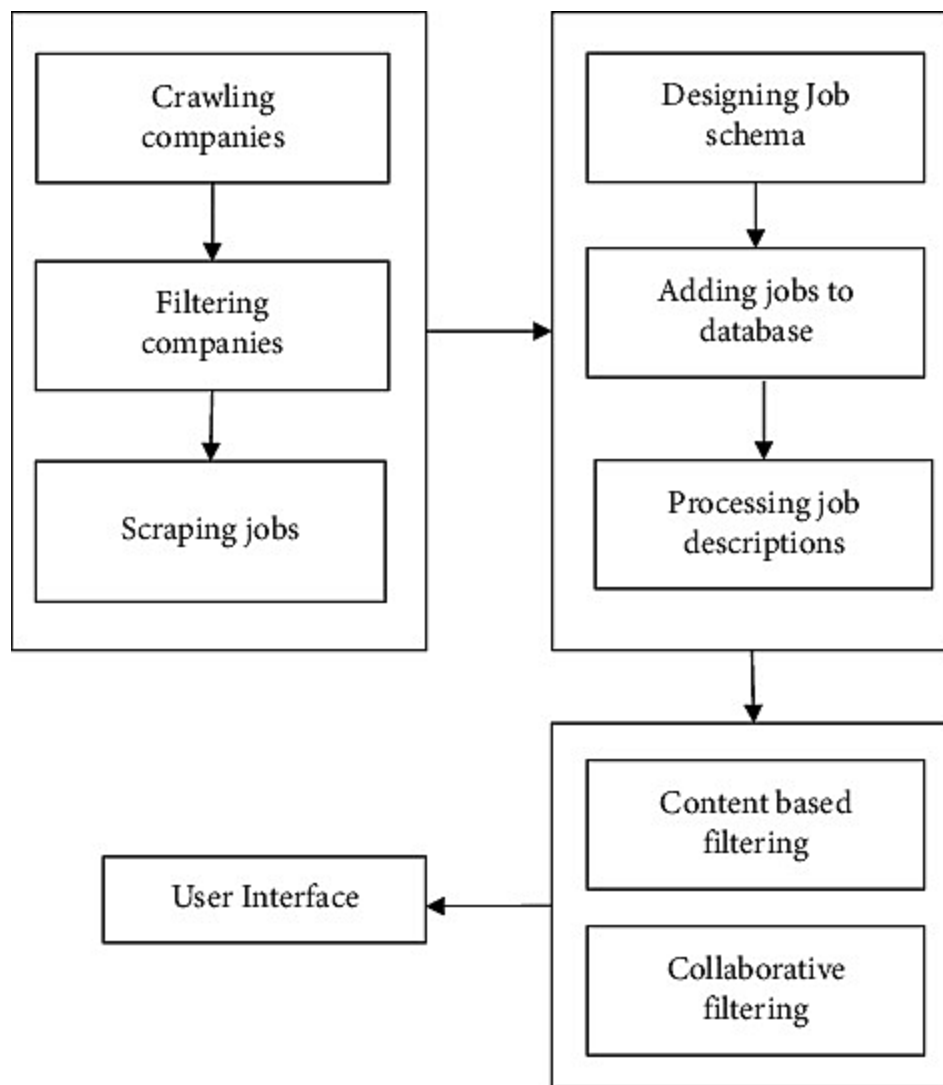 Crawling
companies
Filtering
companies
Scraping jobs
Designing Job
schema
Adding jobs to
database
Processing job
descriptions
Content based
filtering
Collaborative
filtering
User Interface